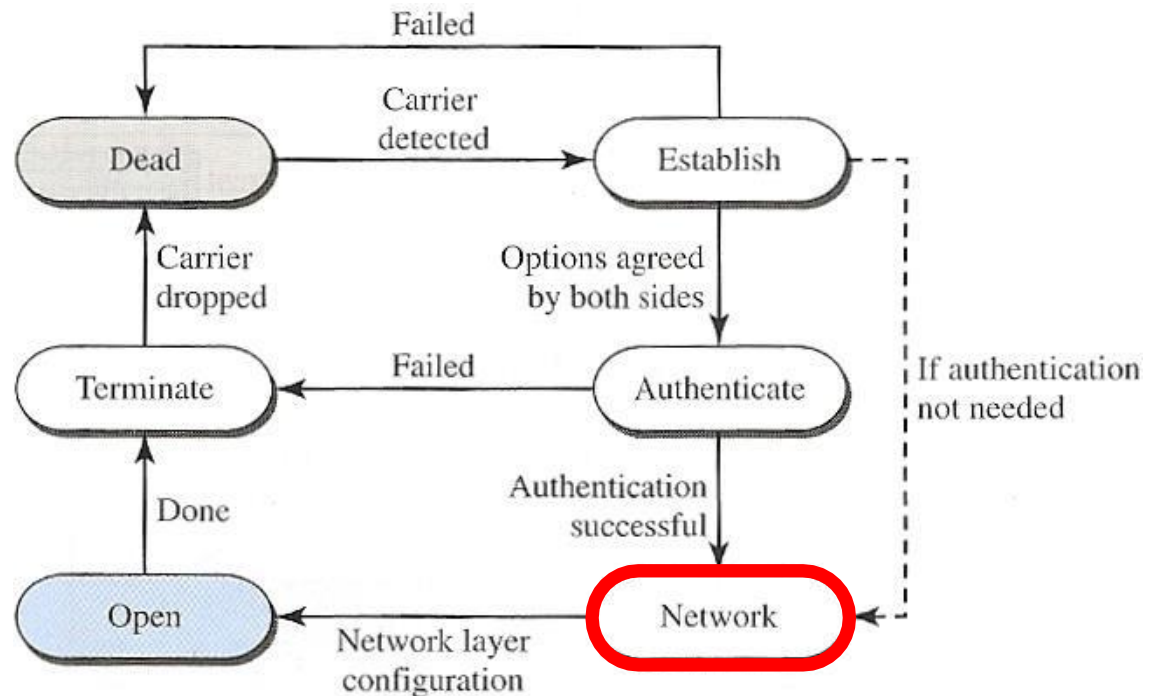 Failed
Dead
Carrier
detected
Establish
Carrier
dropped
Options agreed
by both sides
Terminate
Failed
Authenticate
If authentication
not needed
Done
Authentication
successful
Open
Network layer
configuration
Network